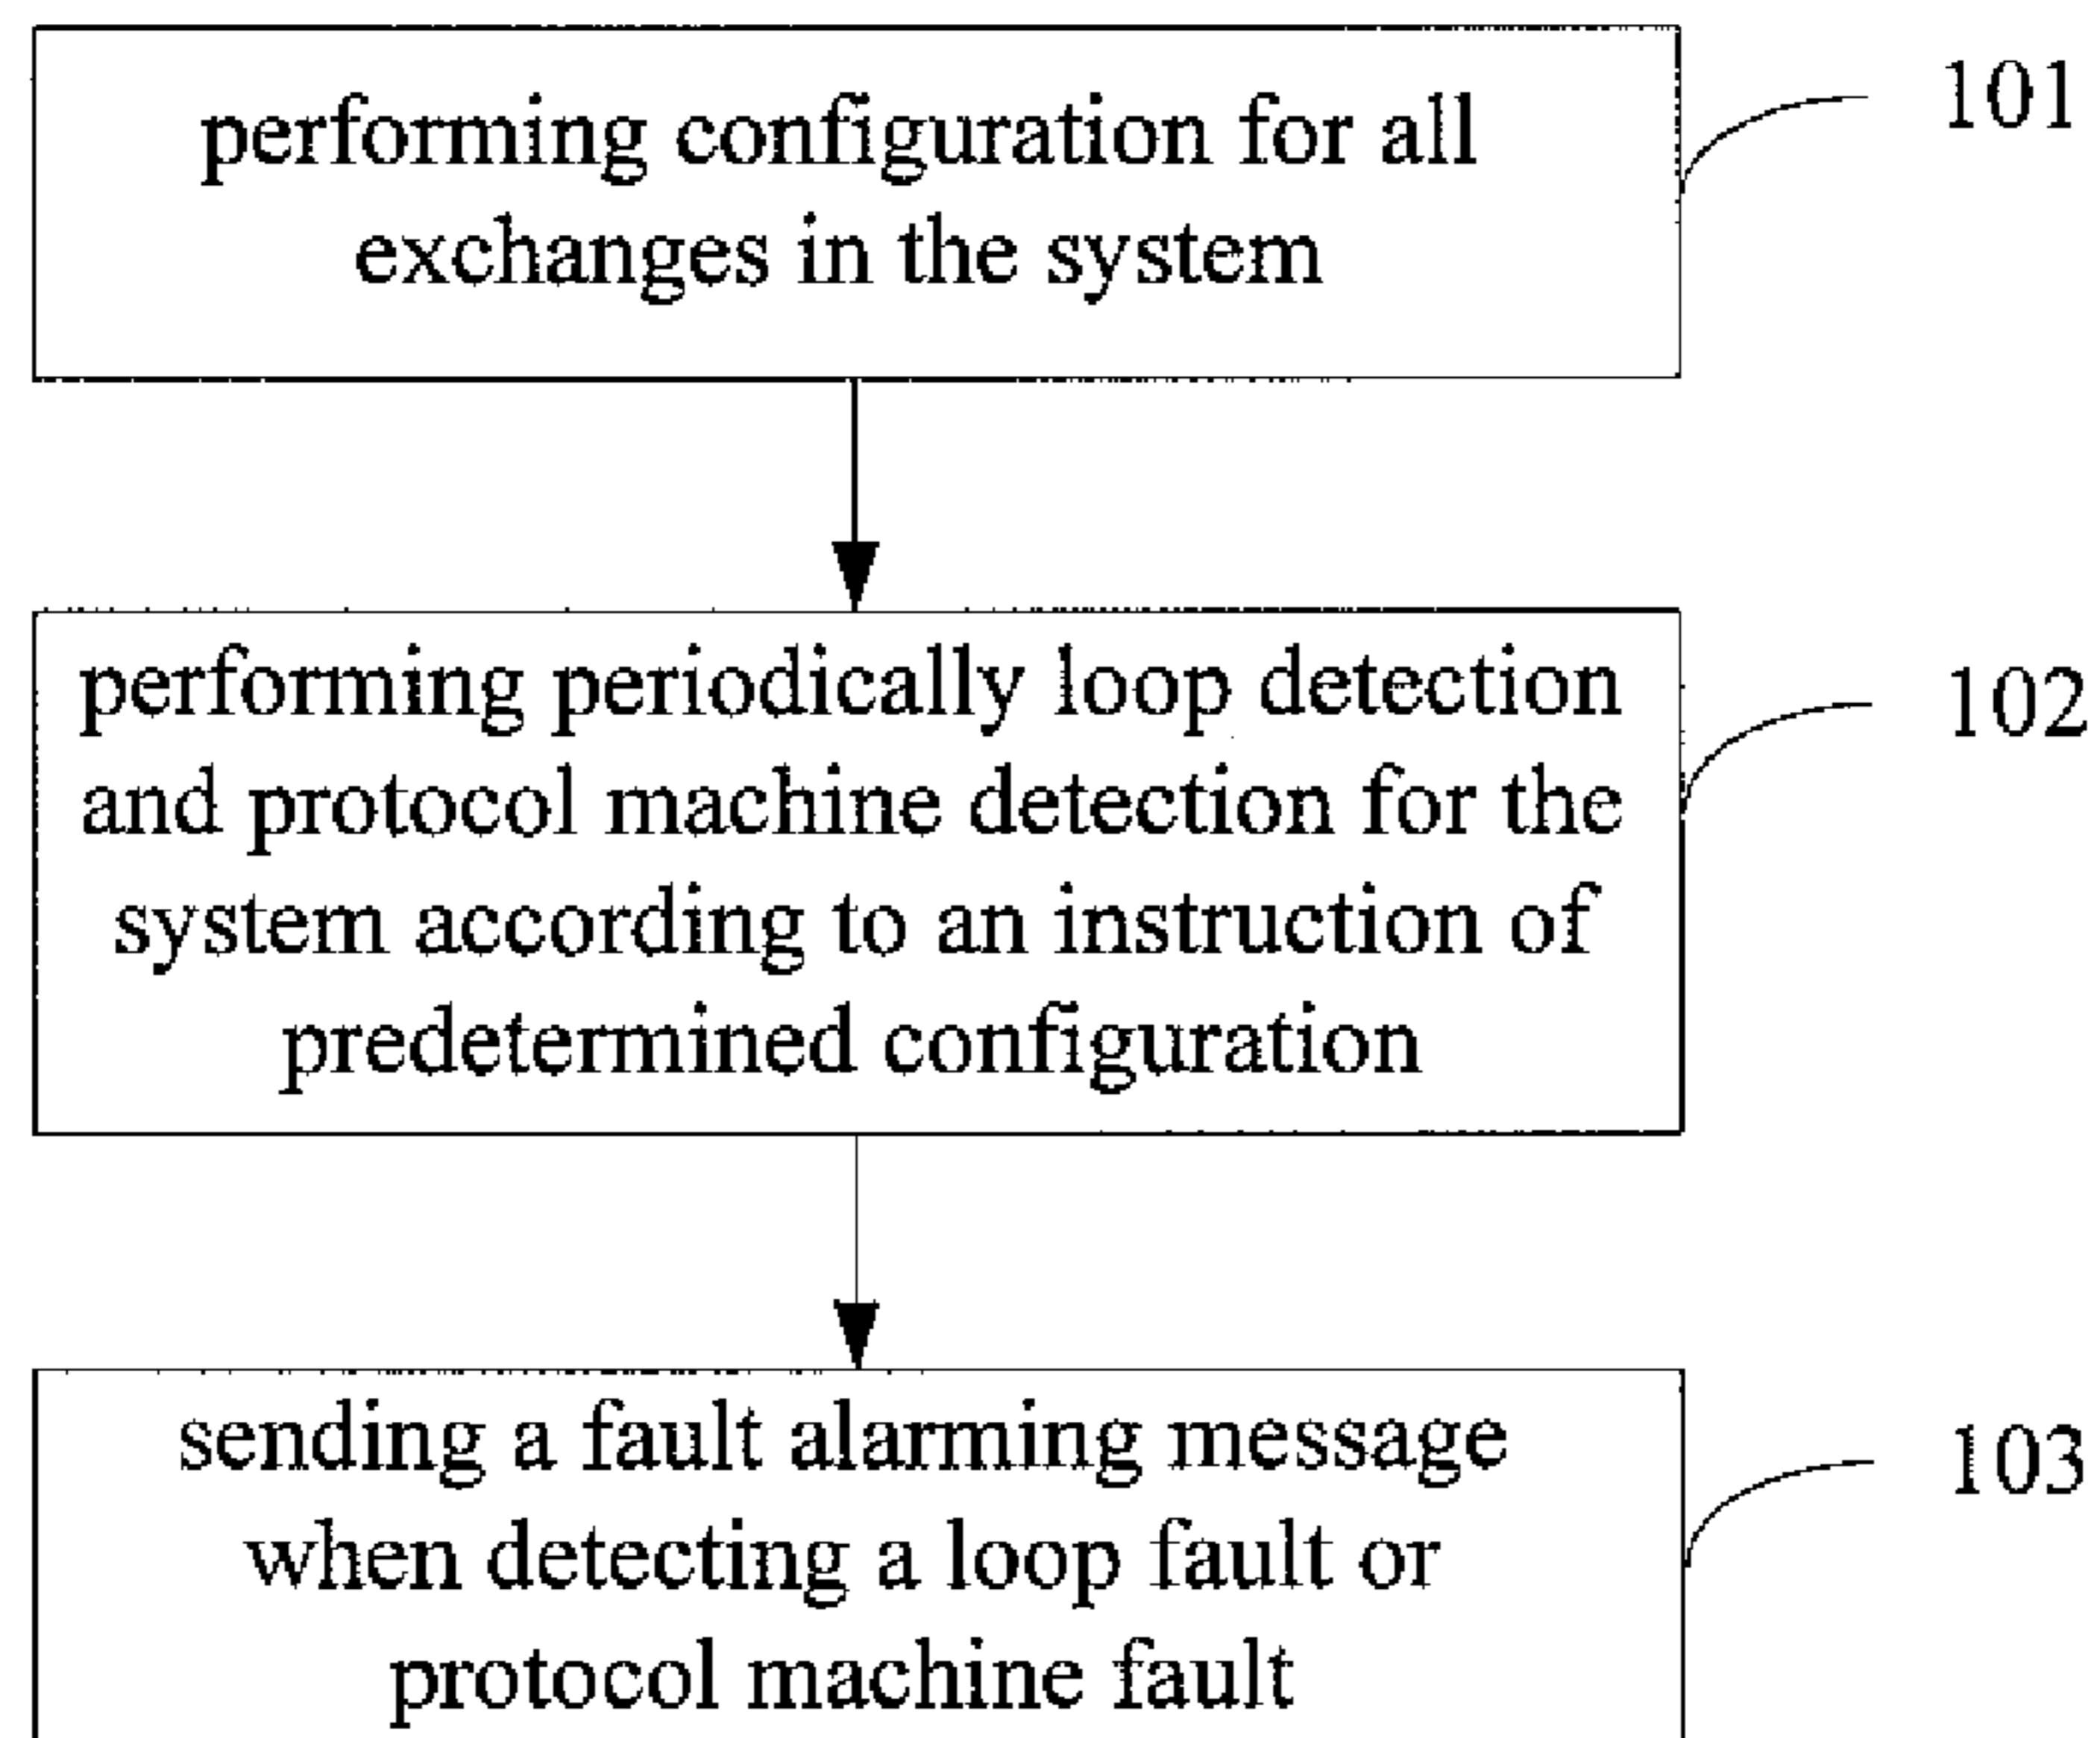 performing configuration for all
exchanges in the system
101
performing periodically loop detection
and protocol machine detection for the
system according to an instruction of
predetermined configuration
102
sending a fault alarming message
when detecting a loop fault or
protocol machine fault
103